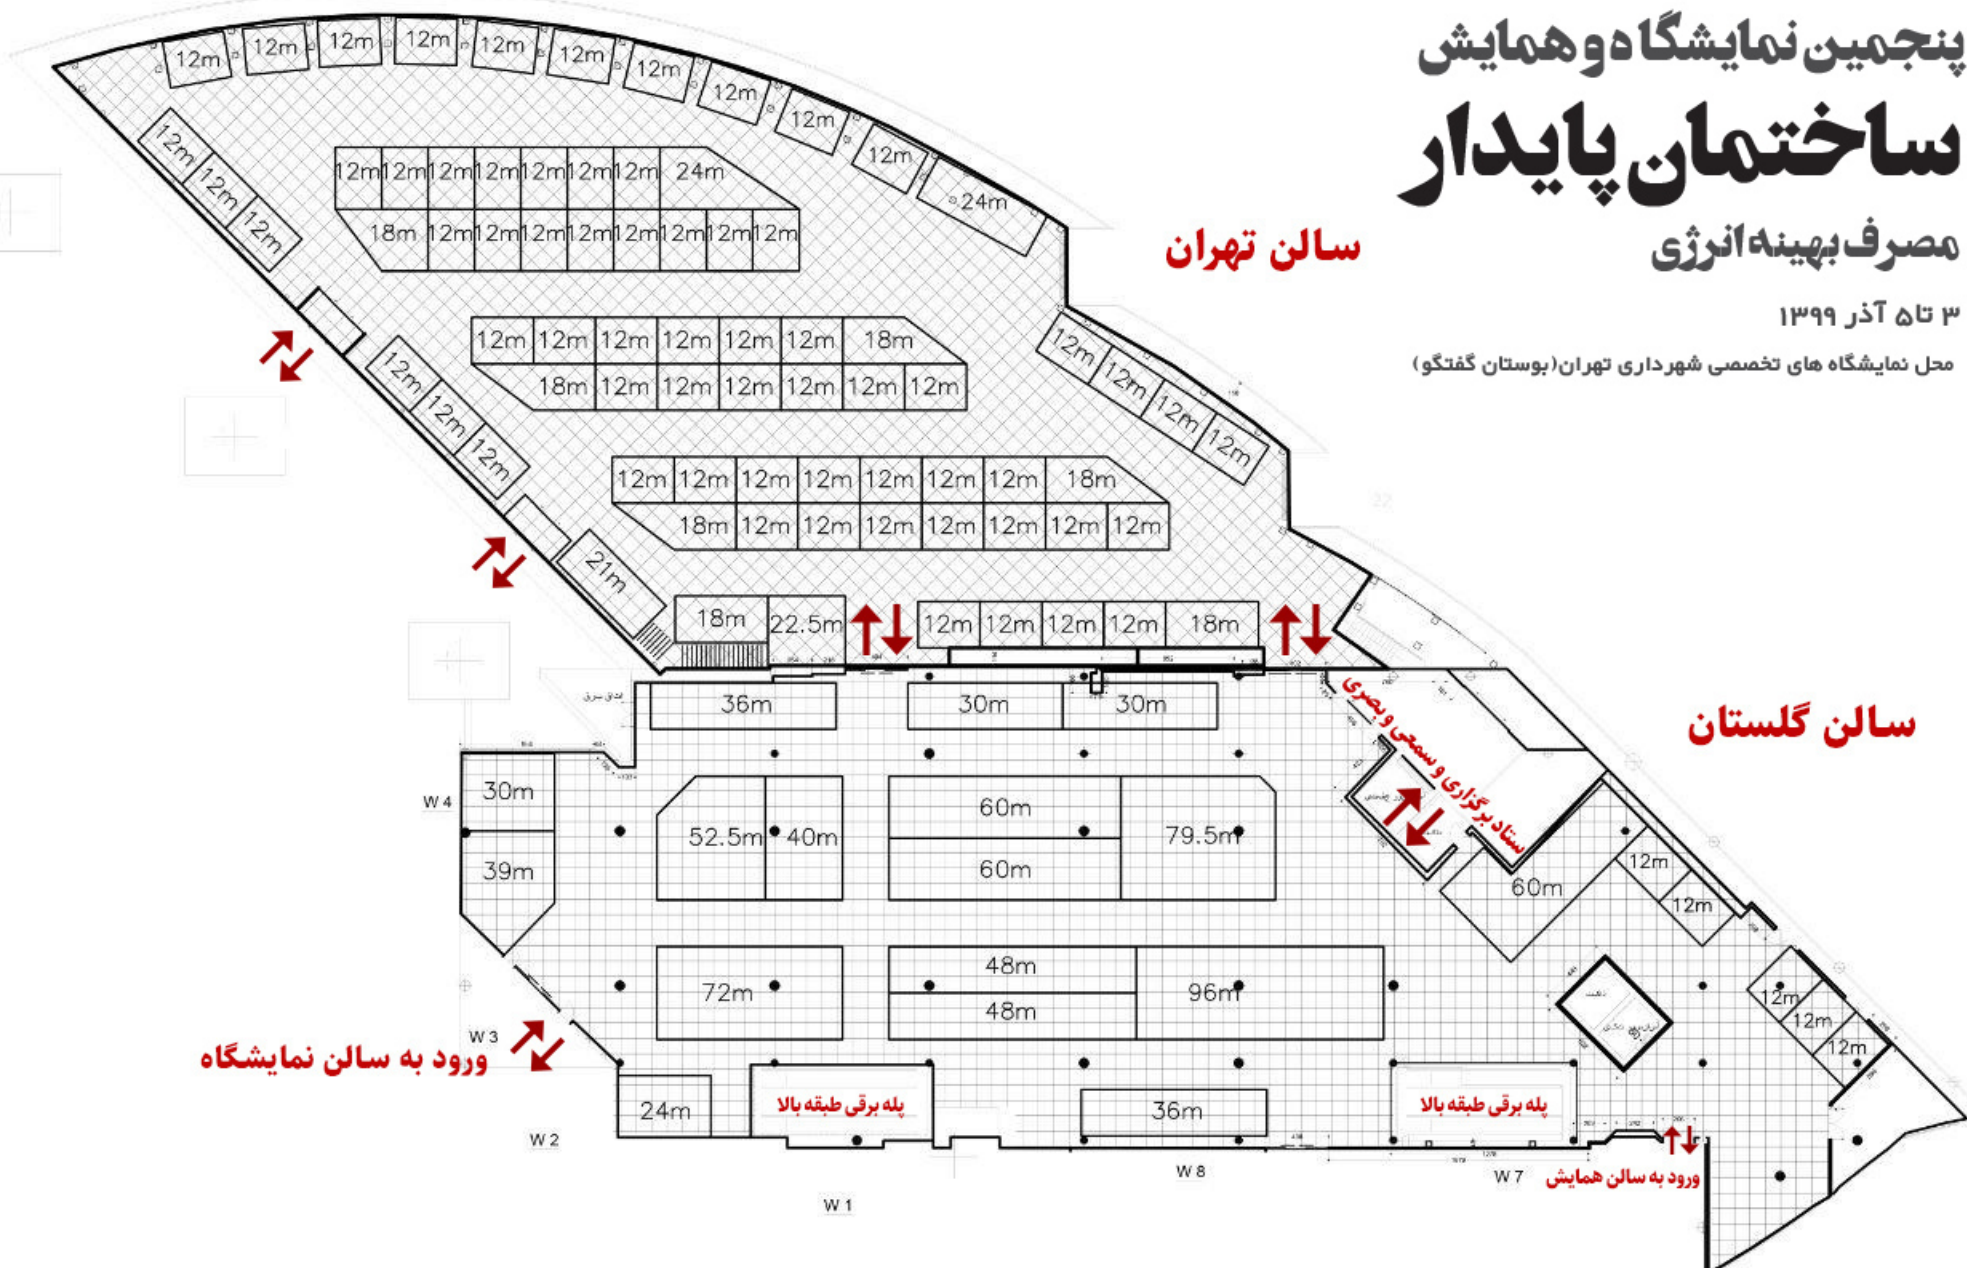 پنجمین نمایشگاه و همایش
ساختمان پایدار
مصرف بهینه انرژی
۳ تا ۵ آذر ۱۳۹۹
محل نمایشگاه های تخصصی شهرداری تهران(بوستان گفتگو)
سالن تهران
12m 12m 12m 12m 12m 12m 12m 12m 12m 12m 24m
12m 12m 12m
12m 12m 12m 12m 12m 12m 12m 24m
18m 12m 12m 12m 12m 12m 12m 12m 12m
12m 12m 12m 12m 12m 12m 18m
18m 12m 12m 12m 12m 12m 12m
12m 12m 12m 12m
12m 12m 12m
12m 12m 12m 12m 12m 12m 12m 18m
18m 12m 12m 12m 12m 12m 12m 12m
21m
18m 22.5m 12m 12m 12m 12m 18m
سالن گلستان
اتاق برق
36m 30m 30m
ستاد برگزاری و سمعی و بصری
W 4
30m
39m
52.5m 40m
60m
60m
79.5m
60m
12m
12m
72m
48m
48m
96m
12m
12m
12m
W 3
ورود به سالن نمایشگاه
24m
پله برقی طبقه بالا
36m
پله برقی طبقه بالا
W 2
W 1
W 8
W 7
ورود به سالن همایش